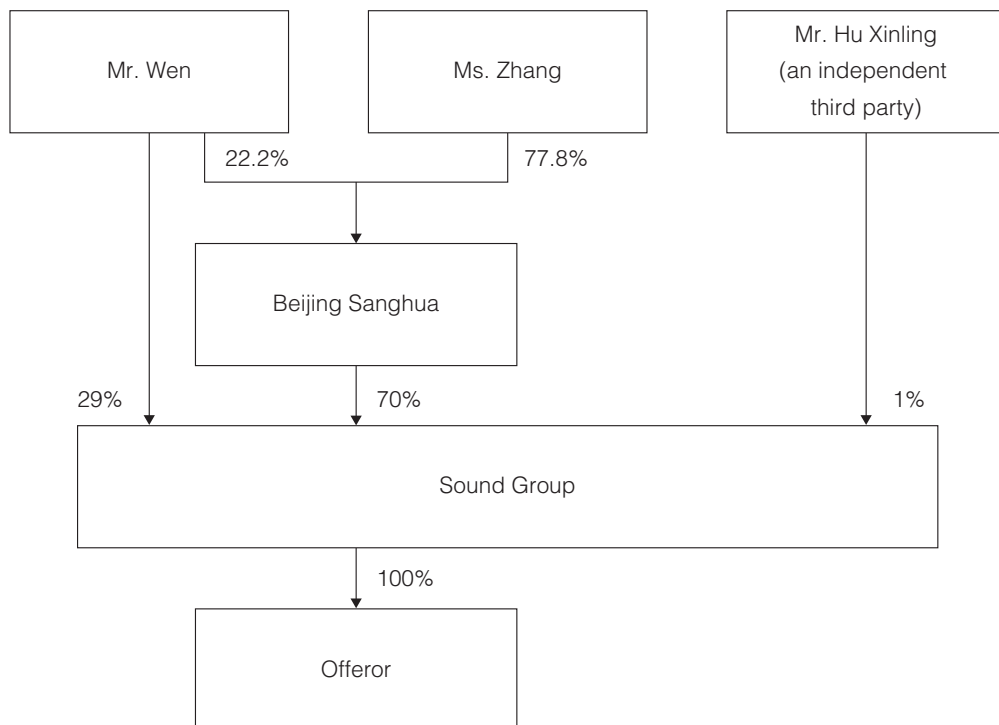 Mr. Wen
Ms. Zhang
Mr. Hu Xinling
(an independent
third party)
22.2%
77.8%
Beijing Sanghua
29%
70%
1%
Sound Group
100%
Offeror